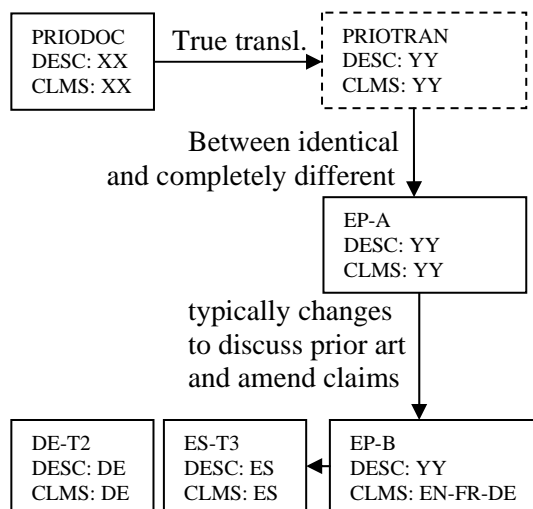 PRIODOC
DESC: XX
CLMS: XX
True transl.
PRIOTRAN
DESC: YY
CLMS: YY
Between identical
and completely different
EP-A
DESC: YY
CLMS: YY
typically changes
to discuss prior art
and amend claims
DE-T2
DESC: DE
CLMS: DE
ES-T3
DESC: ES
CLMS: ES
EP-B
DESC: YY
CLMS: EN-FR-DE